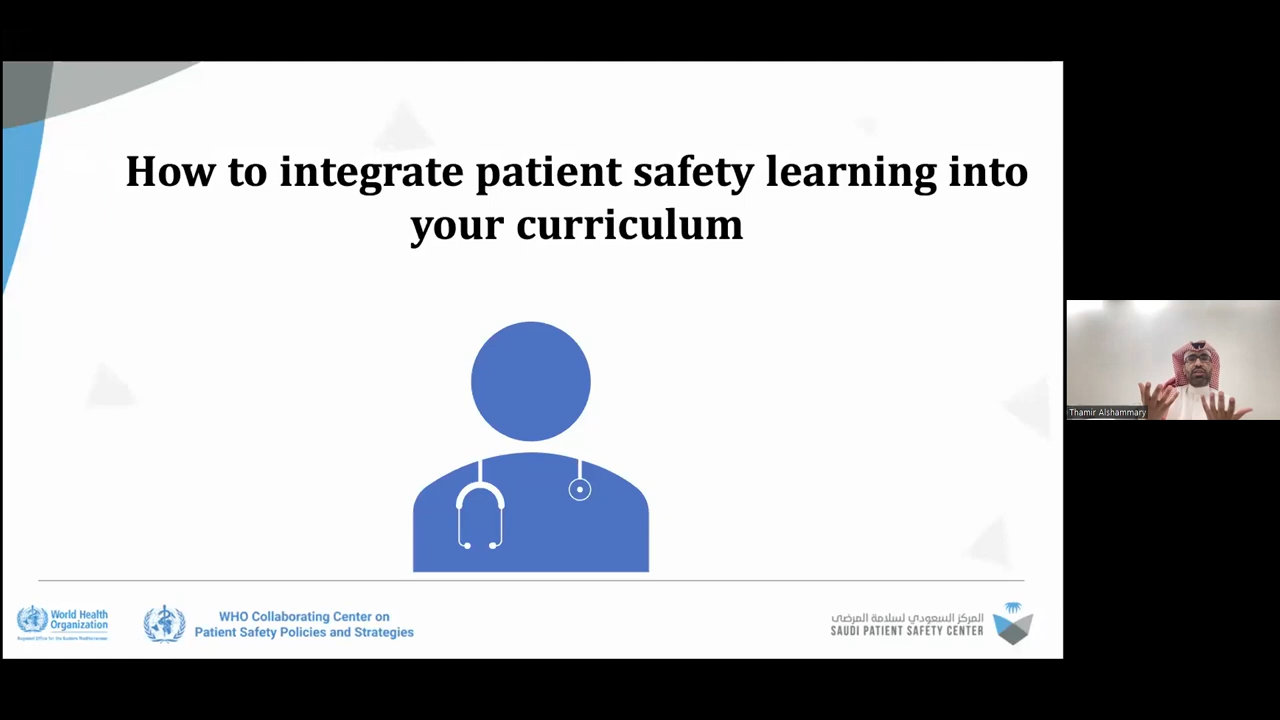 How to integrate patient safety learning into
your curriculum
Thamir Alshammary
World Health
Organization
Regional Office for the Eastern Mediterranean
WHO Collaborating Center on
Patient Safety Policies and Strategies
المركز السعودي لسلامة المرضى
SAUDI PATIENT SAFETY CENTER